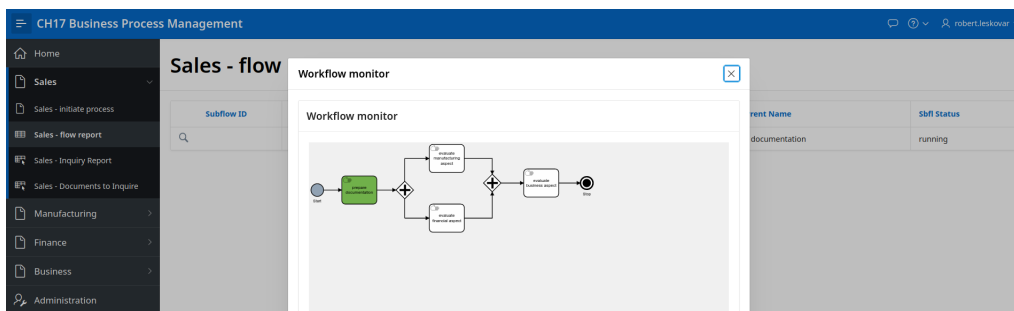 CH17 Business Process Management
robert.leskovar
Home
Sales
Sales - initiate process
Sales - flow report
Sales - Inquiry Report
Sales - Documents to Inquire
Manufacturing
Finance
Business
Administration
Sales - flow
Subflow ID
rent Name
Sbfl Status
documentation
running
Workflow monitor
Workflow monitor
Start
prepare
documentation
evaluate
manufacturing
aspect
evaluate
financial aspect
evaluate
business aspect
Stop